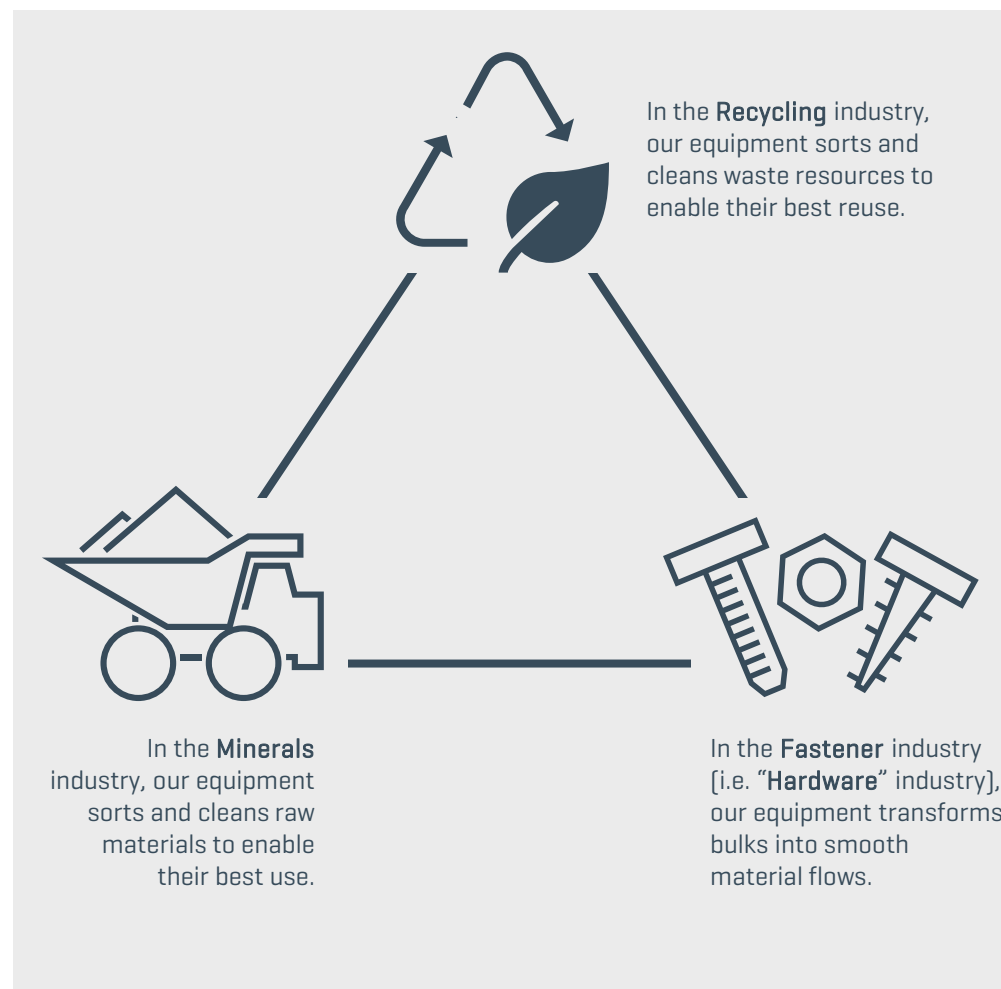 In the Recycling industry,
our equipment sorts and
cleans waste resources to
enable their best reuse.
In the Minerals
industry, our equipment
sorts and cleans raw
materials to enable
their best use.
In the Fastener industry
(i.e. “Hardware” industry),
our equipment transforms
bulks into smooth
material flows.